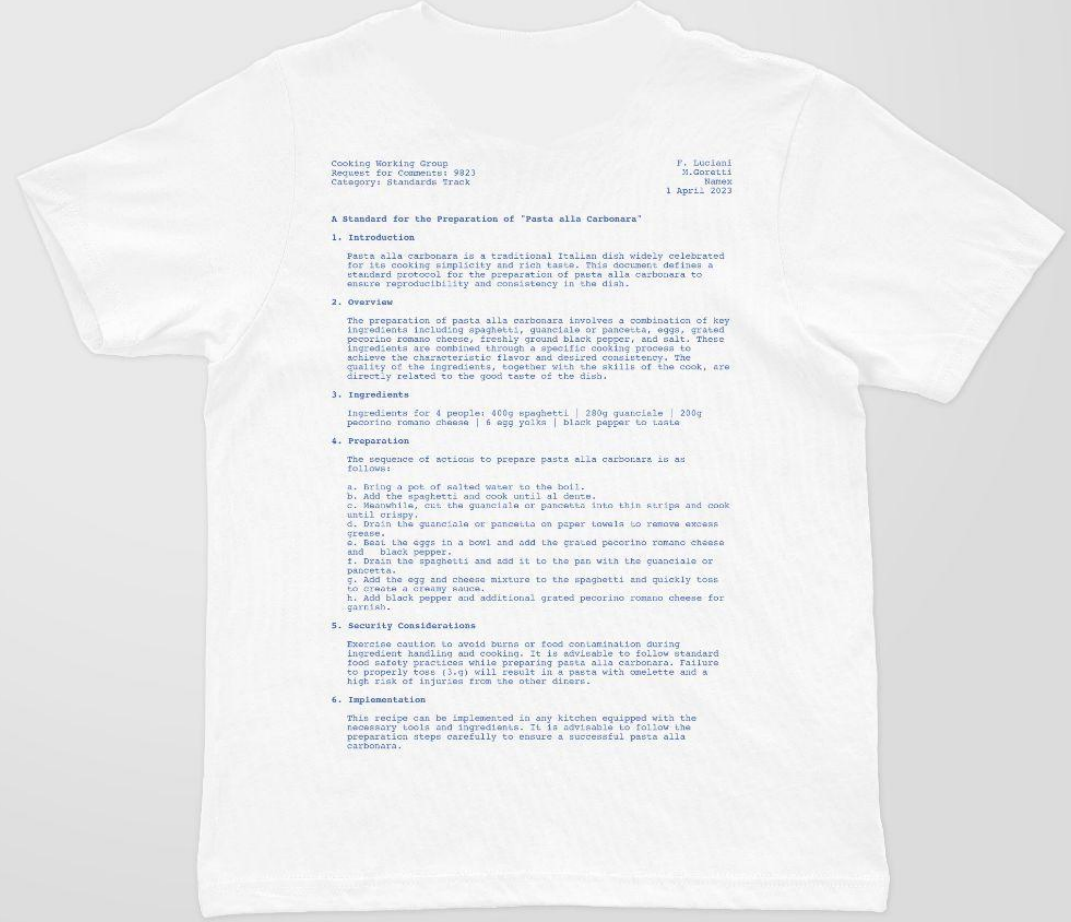 Cooking Working Group F. Luciani
Request for Comments: 9823 M.Goretti
Category: Standards Track Namex
1 April 2023
A Standard for the Preparation of "Pasta alla Carbonara"
1. Introduction
Pasta alla carbonara is a traditional Italian dish widely celebrated
for its cooking simplicity and rich taste. This document defines a
standard protocol for the preparation of pasta alla carbonara to
ensure reproducibility and consistency in the dish.
2. Overview
The preparation of pasta alla carbonara involves a combination of key
ingredients including spaghetti, guanciale or pancetta, eggs, grated
pecorino romano cheese, freshly ground black pepper, and salt. These
ingredients are combined through a specific cooking process to
achieve the characteristic flavor and desired consistency. The
quality of the ingredients, together with the skills of the cook, are
directly related to the good taste of the dish.
3. Ingredients
Ingredients for 4 people: 400g spaghetti | 280g guanciale | 200g
pecorino romano cheese | 6 egg yolks | black pepper to taste
4. Preparation
The sequence of actions to prepare pasta alla carbonara is as
follows:
a. Bring a pot of salted water to the boil.
b. Add the spaghetti and cook until al dente.
c. Meanwhile, cut the guanciale or pancetta into thin strips and cook
until crispy.
d. Drain the guanciale or pancetta on paper towels to remove excess
grease.
e. Beat the eggs in a bowl and add the grated pecorino romano cheese
and black pepper.
f. Drain the spaghetti and add it to the pan with the guanciale or
pancetta.
g. Add the egg and cheese mixture to the spaghetti and quickly toss
to create a creamy sauce.
h. Add black pepper and additional grated pecorino romano cheese for
garnish.
5. Security Considerations
Exercise caution to avoid burns or food contamination during
ingredient handling and cooking. It is advisable to follow standard
food safety practices while preparing pasta alla carbonara. Failure
to properly toss (3.g) will result in a pasta with omelette and a
high risk of injuries from the other diners.
6. Implementation
This recipe can be implemented in any kitchen equipped with the
necessary tools and ingredients. It is advisable to follow the
preparation steps carefully to ensure a successful pasta alla
carbonara.